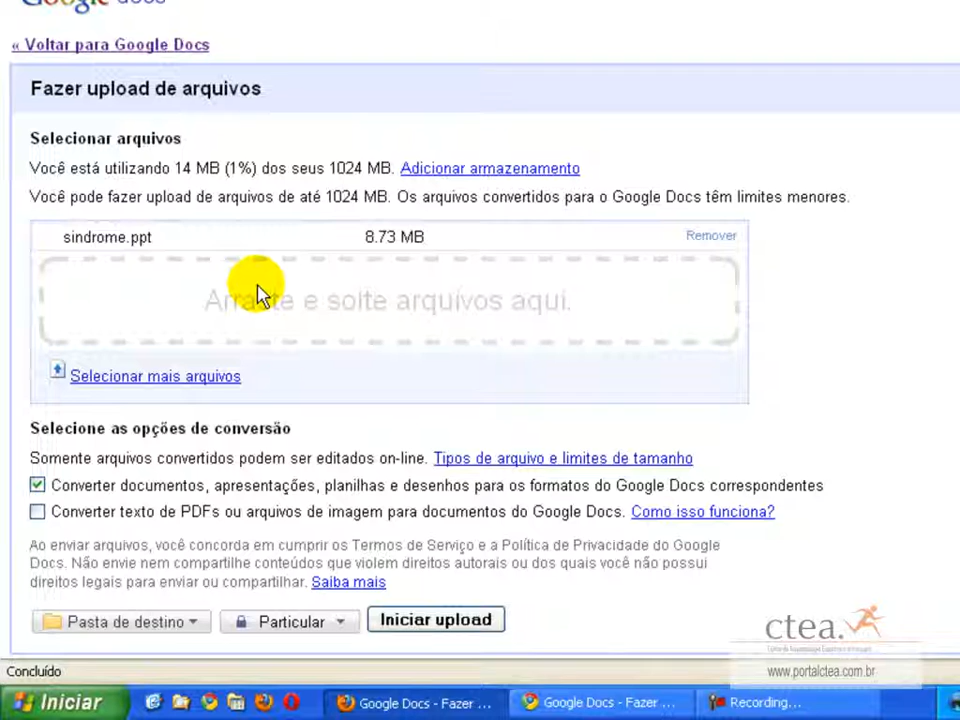 Google docs
« Voltar para Google Docs
Fazer upload de arquivos
Selecionar arquivos
Você está utilizando 14 MB (1%) dos seus 1024 MB. Adicionar armazenamento
Você pode fazer upload de arquivos de até 1024 MB. Os arquivos convertidos para o Google Docs têm limites menores.
sindrome.ppt 8.73 MB Remover
Arraste e solte arquivos aqui.
Selecionar mais arquivos
Selecione as opções de conversão
Somente arquivos convertidos podem ser editados on-line. Tipos de arquivo e limites de tamanho
Converter documentos, apresentações, planilhas e desenhos para os formatos do Google Docs correspondentes
Converter texto de PDFs ou arquivos de imagem para documentos do Google Docs. Como isso funciona?
Ao enviar arquivos, você concorda em cumprir os Termos de Serviço e a Política de Privacidade do Google
Docs. Não envie nem compartilhe conteúdos que violem direitos autorais ou dos quais você não possui
direitos legais para enviar ou compartilhar. Saiba mais
Pasta de destino Particular Iniciar upload
ctea.
www.portalctea.com.br
Concluído
Iniciar Google Docs - Fazer ... Google Docs - Fazer ... Recording...